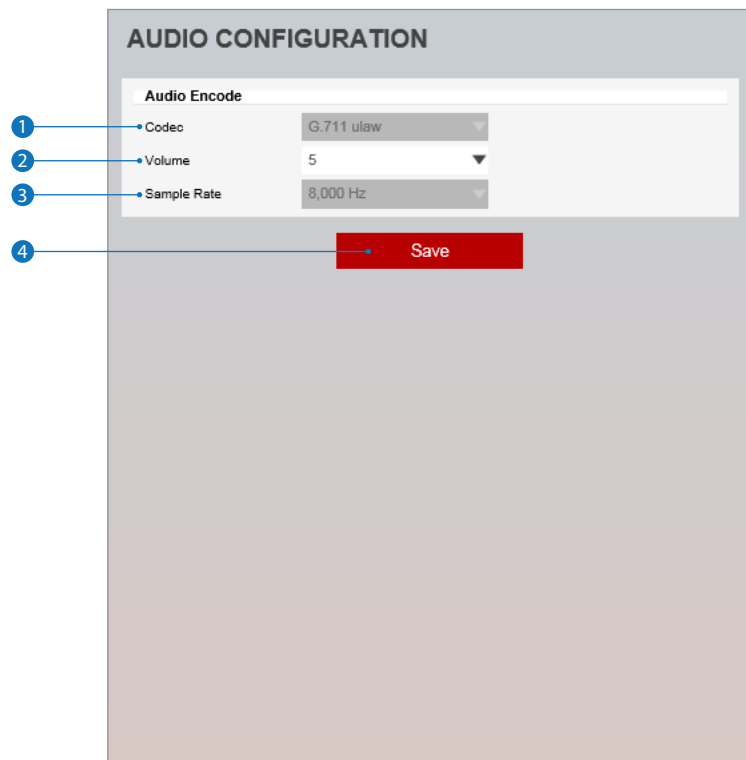 AUDIO CONFIGURATION
Audio Encode
1 Codec G.711 ulaw
2 Volume 5
3 Sample Rate 8,000 Hz
4 Save